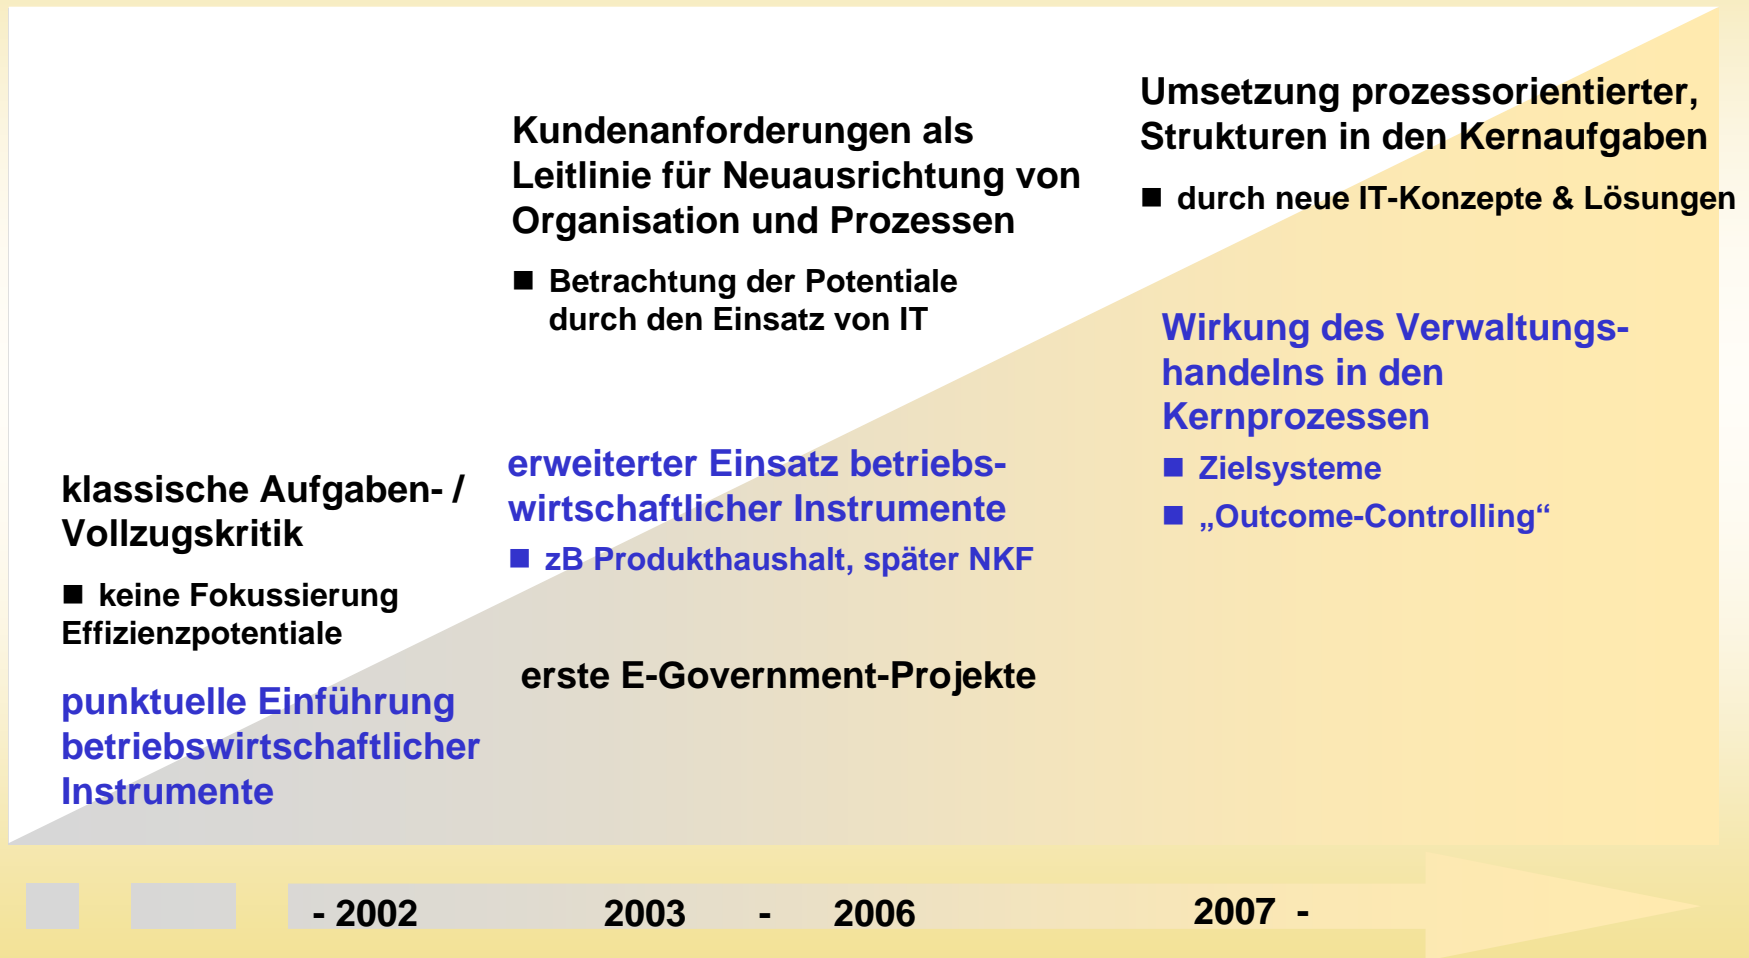 klassische Aufgaben- /
Vollzugskritik
■ keine Fokussierung
Effizienzpotentiale
punktuelle Einführung
betriebswirtschaftlicher
Instrumente
Kundenanforderungen als
Leitlinie für Neuausrichtung von
Organisation und Prozessen
■ Betrachtung der Potentiale
durch den Einsatz von IT
erweiterter Einsatz betriebs-
wirtschaftlicher Instrumente
■ zB Produkthaushalt, später NKF
erste E-Government-Projekte
Umsetzung prozessorientierter,
Strukturen in den Kernaufgaben
■ durch neue IT-Konzepte & Lösungen
Wirkung des Verwaltungs-
handelns in den
Kernprozessen
■ Zielsysteme
■ „Outcome-Controlling“
- 2002
2003 - 2006
2007 -